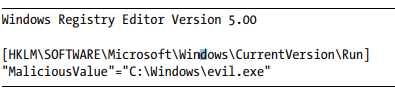 Windows Registry Editor Version 5.00
[HKLM\SOFTWARE\Microsoft\Windows\CurrentVersion\Run]
"MaliciousValue"="C:\Windows\evil.exe"